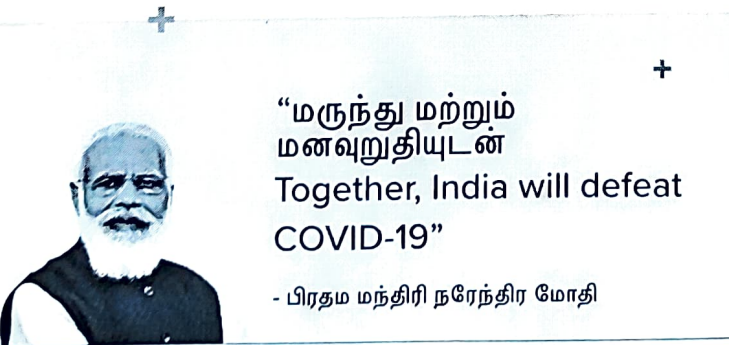 “மருந்து மற்றும்
மனவுறுதியுடன்
Together, India will defeat
COVID-19”
- பிரதம மந்திரி நரேந்திர மோதி